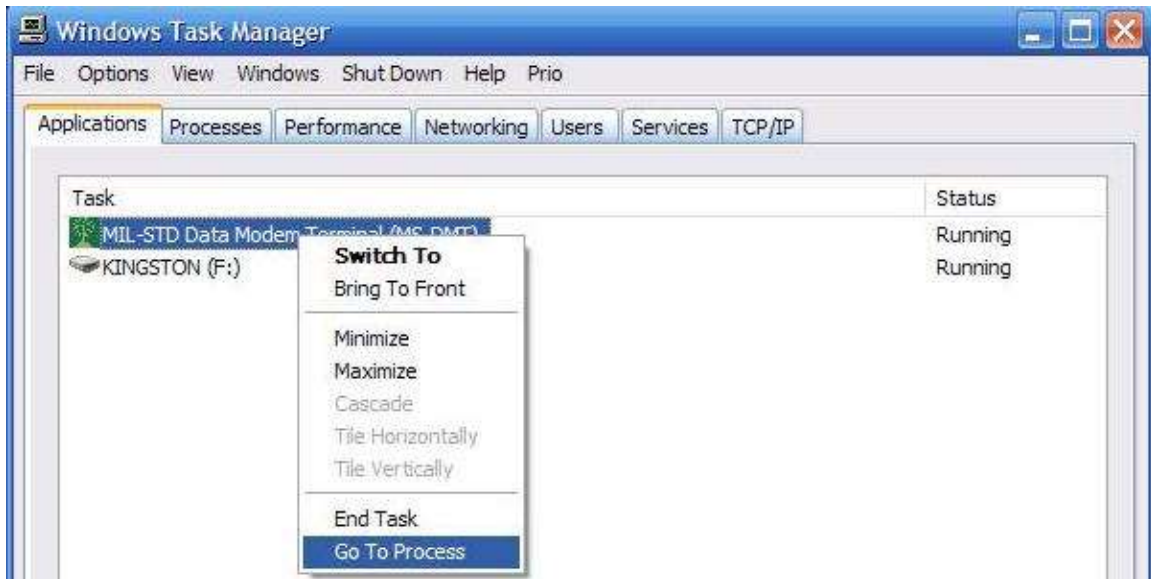 Windows Task Manager
File Options View Windows Shut Down Help Prio
Applications Processes Performance Networking Users Services TCP/IP
Task Status
MIL-STD Data Modem Terminal (MS-DMT) Running
KINGSTON (F:) Running
Switch To
Bring To Front
Minimize
Maximize
Cascade
Tile Horizontally
Tile Vertically
End Task
Go To Process